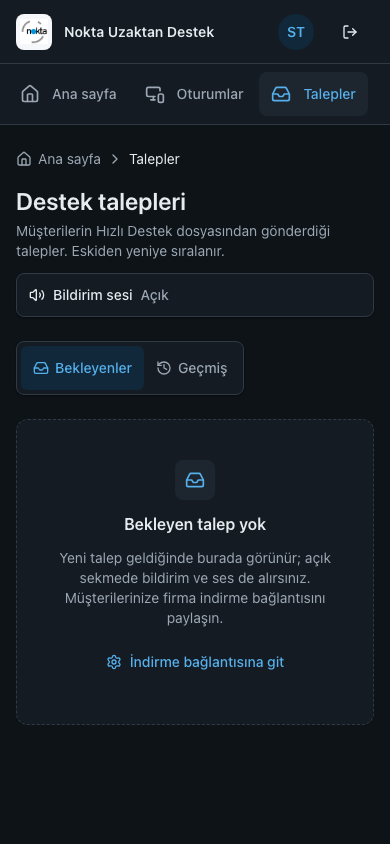 nokta
Nokta Uzaktan Destek
ST
Ana sayfa
Oturumlar
Talepler
Ana sayfa
Talepler
Destek talepleri
Müşterilerin Hızlı Destek dosyasından gönderdiği
talepler. Eskiden yeniye sıralanır.
Bildirim sesi Açık
Bekleyenler
Geçmiş
Bekleyen talep yok
Yeni talep geldiğinde burada görünür; açık
sekmede bildirim ve ses de alırsınız.
Müşterilerinize firma indirme bağlantısını
paylaşın.
İndirme bağlantısına git